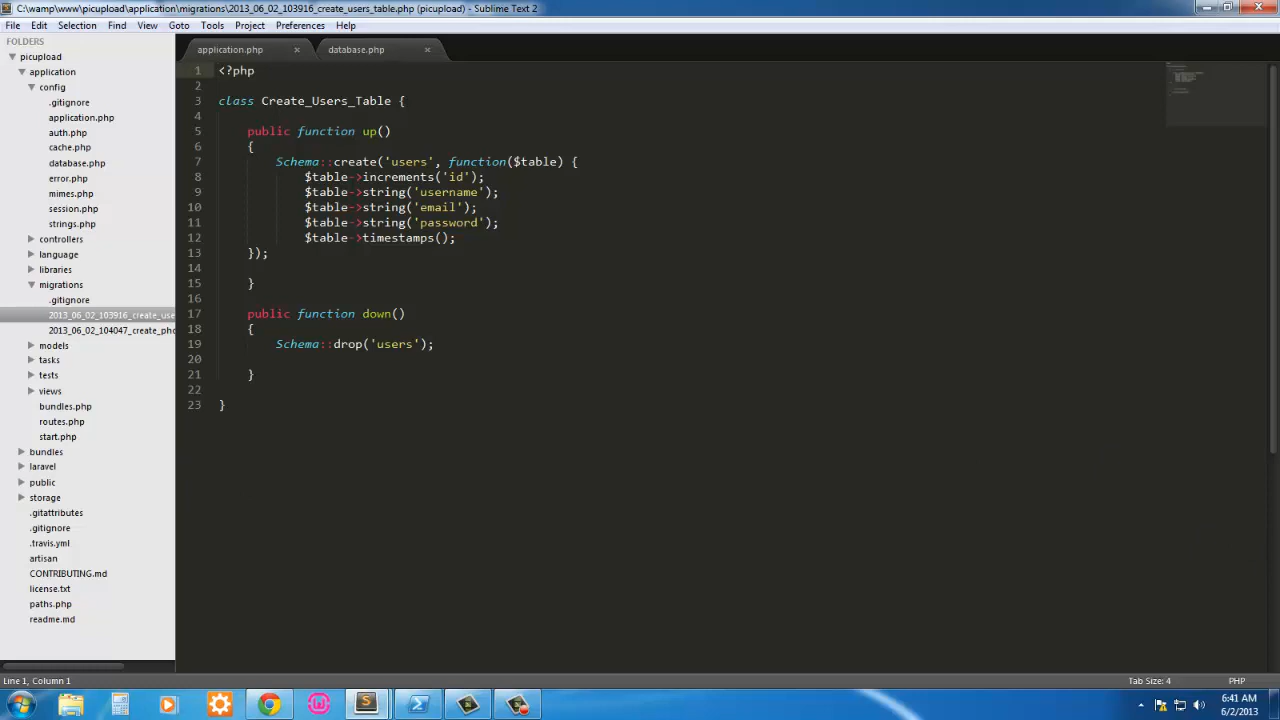 C:\wamp\www\picupload\application\migrations\2013_06_02_103916_create_users_table.php (picupload) - Sublime Text 2
File Edit Selection Find View Goto Tools Project Preferences Help
FOLDERS
picupload
application
config
.gitignore
application.php
auth.php
cache.php
database.php
error.php
mimes.php
session.php
strings.php
controllers
language
libraries
migrations
.gitignore
2013_06_02_103916_create_use
2013_06_02_104047_create_pho
models
tasks
tests
views
bundles.php
routes.php
start.php
bundles
laravel
public
storage
.gitattributes
.gitignore
.travis.yml
artisan
CONTRIBUTING.md
license.txt
paths.php
readme.md
application.php × database.php ×
1 <?php
2
3 class Create_Users_Table {
4
5 public function up()
6 {
7 Schema::create('users', function($table) {
8 $table->increments('id');
9 $table->string('username');
10 $table->string('email');
11 $table->string('password');
12 $table->timestamps();
13 });
14
15 }
16
17 public function down()
18 {
19 Schema::drop('users');
20
21 }
22
23 }
Line 1, Column 1
Tab Size: 4
PHP
6:41 AM
6/2/2013